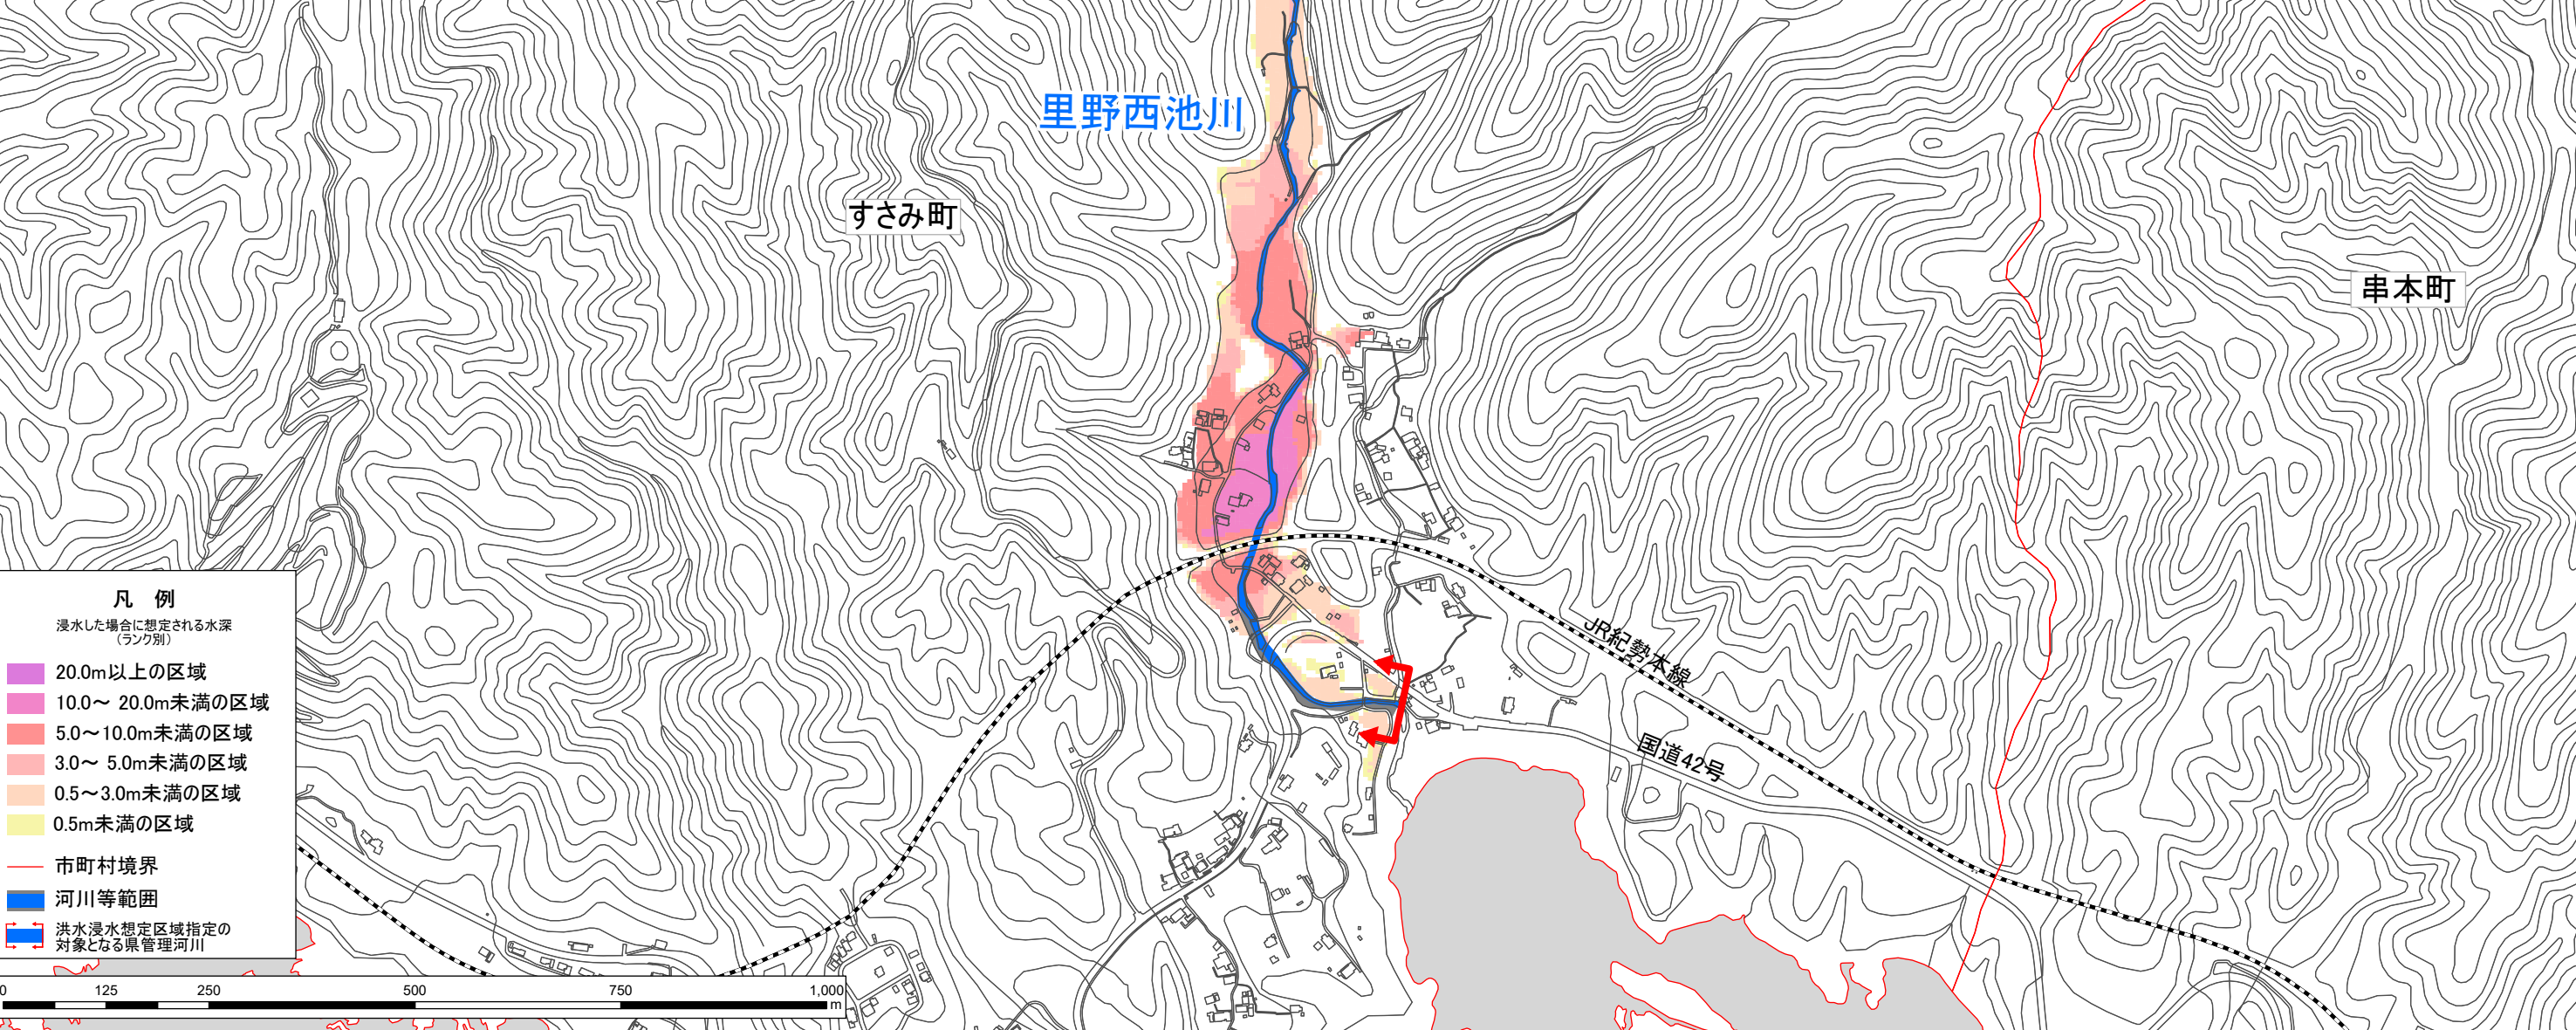 里野西池川
すさみ町
串本町
JR紀勢本線
国道42号
凡 例
浸水した場合に想定される水深
(ランク別)
20.0m以上の区域
10.0～ 20.0m未満の区域
5.0～10.0m未満の区域
3.0～ 5.0m未満の区域
0.5～3.0m未満の区域
0.5m未満の区域
市町村境界
河川等範囲
洪水浸水想定区域指定の
対象となる県管理河川
0 125 250 500 750 1,000
m